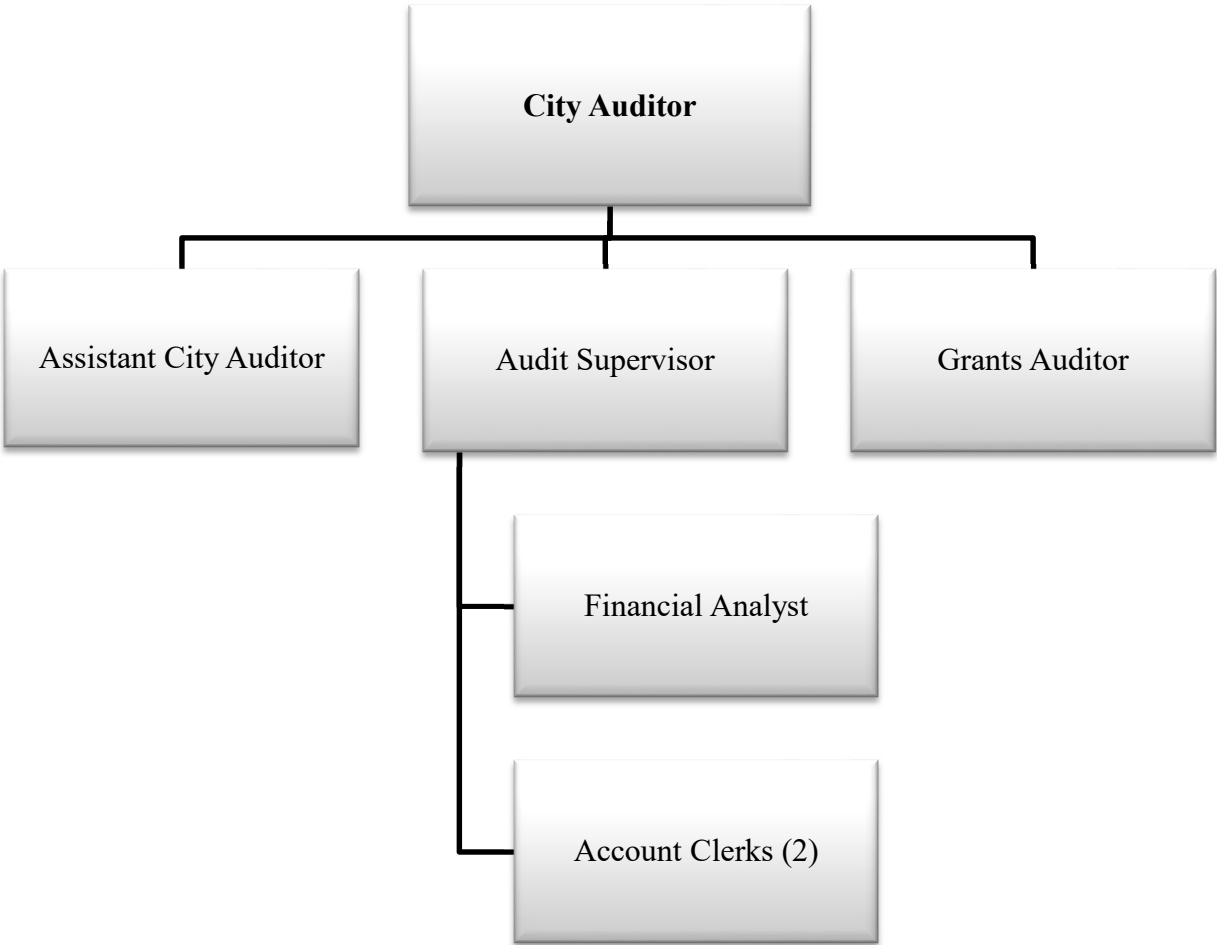 City Auditor
Assistant City Auditor
Audit Supervisor
Grants Auditor
Financial Analyst
Account Clerks (2)